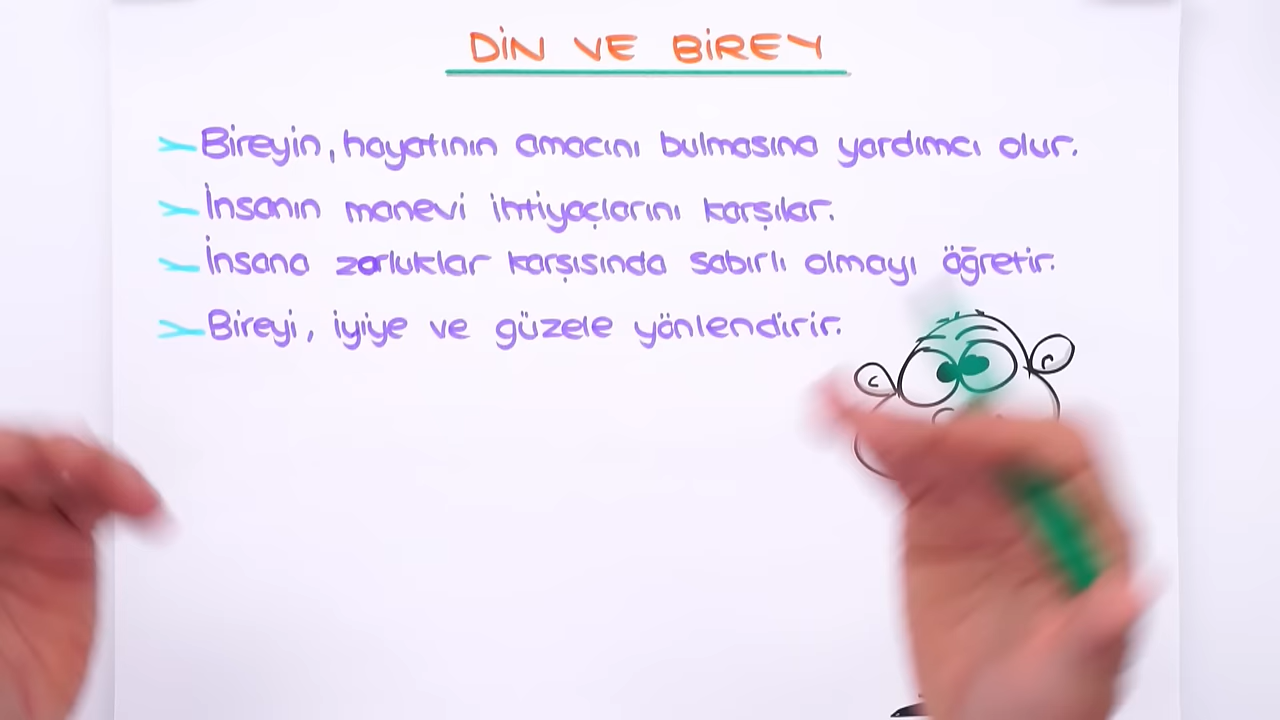 DİN VE BİREY
Bireyin, hayatının amacını bulmasına yardımcı olur.
İnsanın manevi ihtiyaçlarını karşılar.
İnsana zorluklar karşısında sabırlı olmayı öğretir.
Bireyi, iyiye ve güzele yönlendirir.